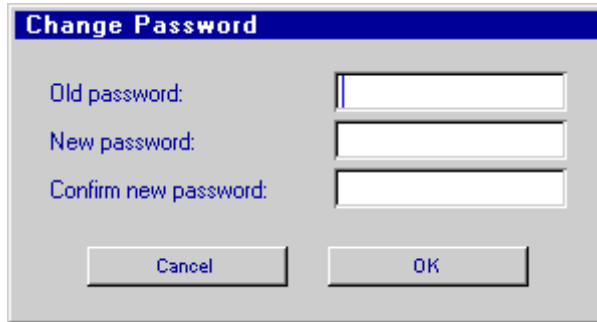 Change Password
Old password:
New password:
Confirm new password:
Cancel OK